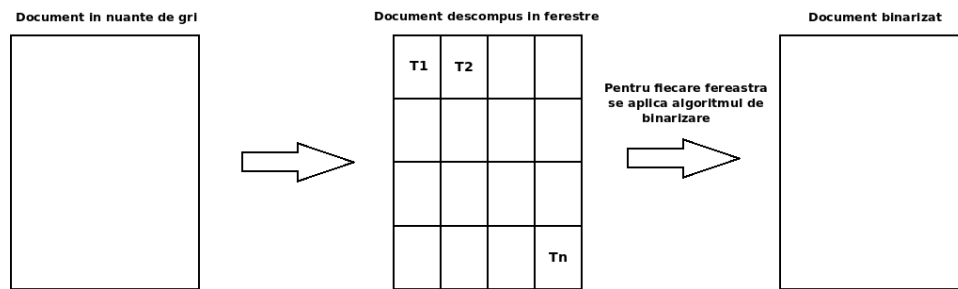 Document in nuante de gri
Document descompus in ferestre
Document binarizat
T1
T2
Pentru fiecare fereastra
se aplica algoritmul de
binarizare
Tn